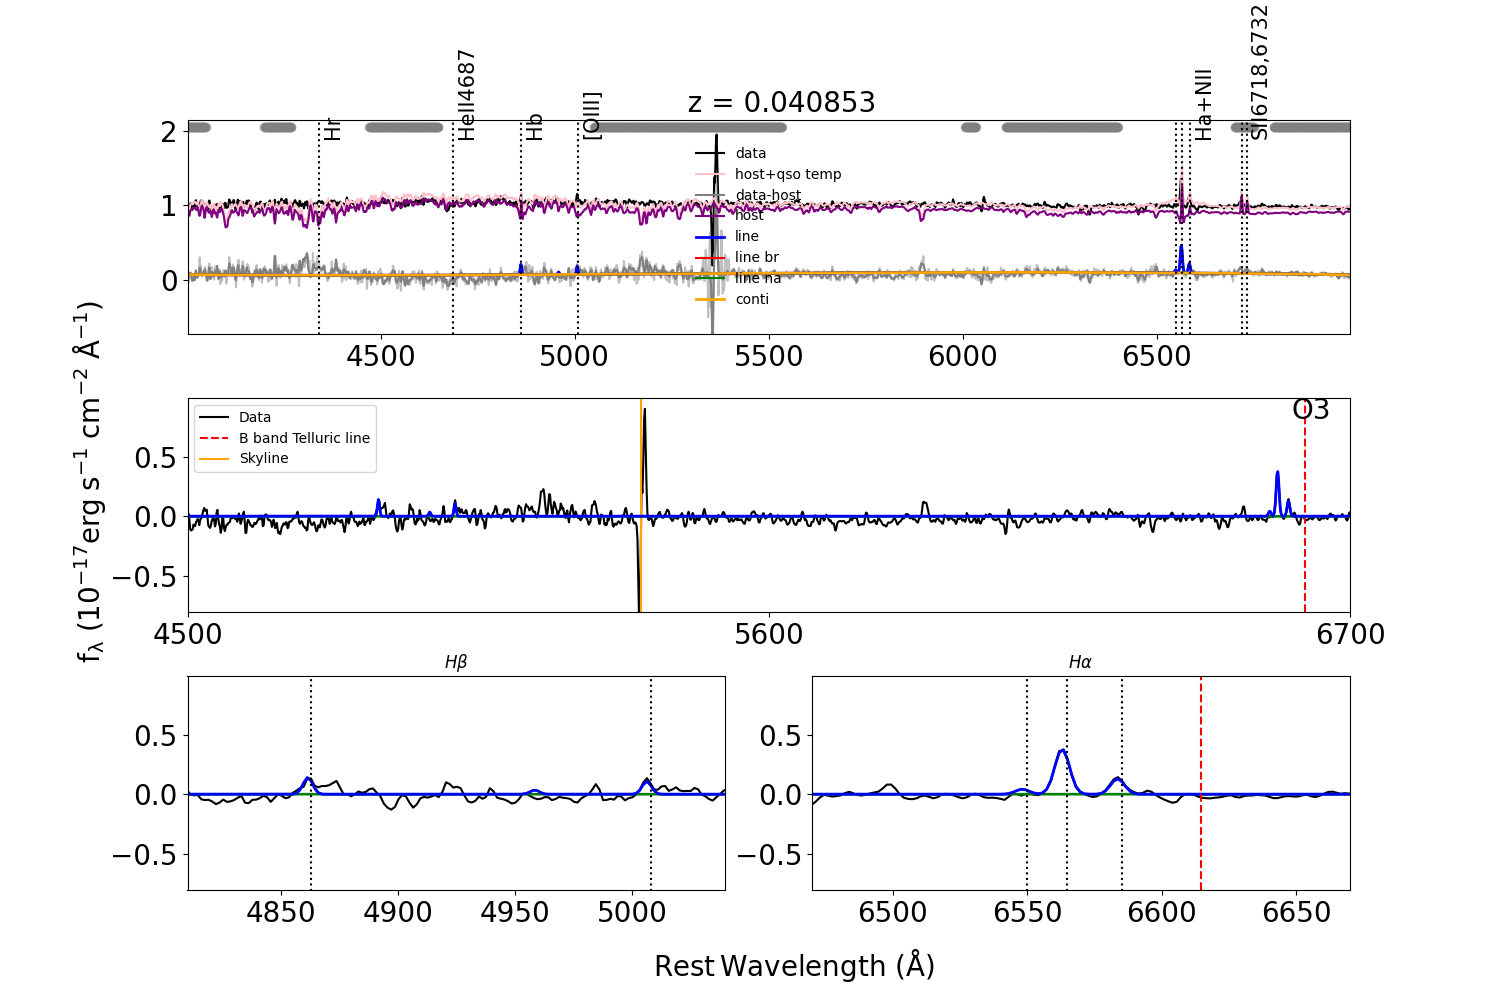 z = 0.040853
Hr
HeII4687
Hb
[OIII]
Ha+NII
SII6718,6732
data
host+qso temp
data-host
host
line
line br
line na
conti
2
1
0
4500
5000
5500
6000
6500
fλ (10−17erg s−1 cm−2 Å−1)
Data
B band Telluric line
Skyline
O3
0.5
0.0
−0.5
4500
5600
6700
Hβ
0.5
0.0
−0.5
4850
4900
4950
5000
Hα
0.5
0.0
−0.5
6500
6550
6600
6650
Rest Wavelength (Å)